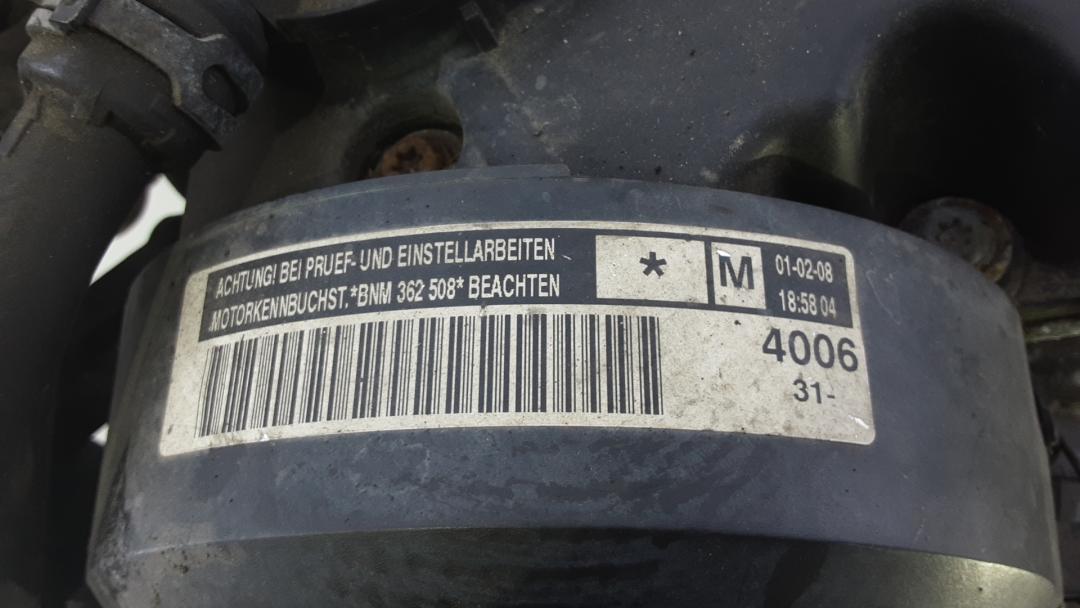 ACHTUNG! BEI PRUEF- UND EINSTELLARBEITEN
MOTORKENNBUCHST.*BNM 362 508* BEACHTEN
*
M
01-02-08
18:58 04
4006
31-